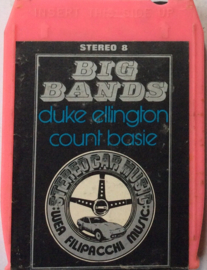 STEREO 8
BIG
BANDS
duke ellington
count basie
STEREO CAR MUSIC
WEA FILIPACCHI MUSIC